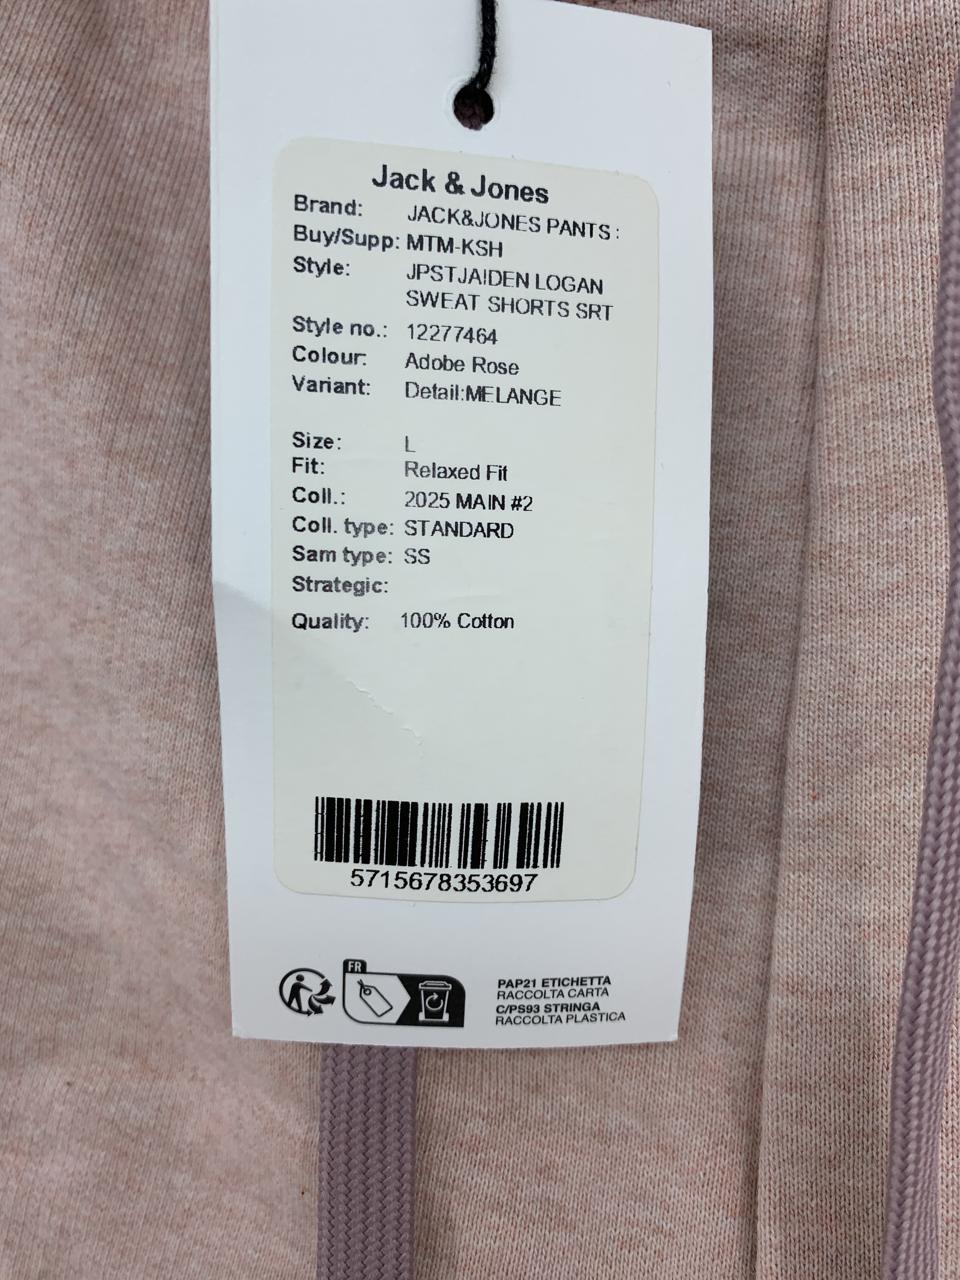 Jack & Jones
Brand: JACK&JONES PANTS :
Buy/Supp: MTM-KSH
Style: JPSTJAIDEN LOGAN
SWEAT SHORTS SRT
Style no.: 12277464
Colour: Adobe Rose
Variant: Detail:MELANGE
Size: L
Fit: Relaxed Fit
Coll.: 2025 MAIN #2
Coll. type: STANDARD
Sam type: SS
Strategic:
Quality: 100% Cotton
5715678353697
FR
PAP21 ETICHETTA
RACCOLTA CARTA
C/PS93 STRINGA
RACCOLTA PLASTICA